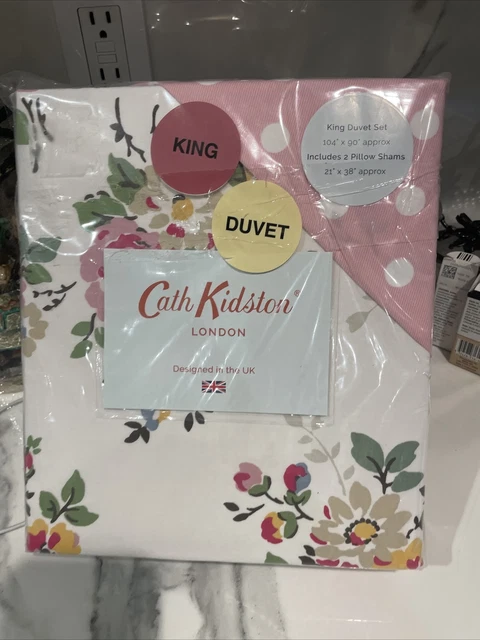 KING
King Duvet Set
104" x 90" approx
Includes 2 Pillow Shams
21" x 38" approx
DUVET
Cath Kidston®
LONDON
Designed in the UK